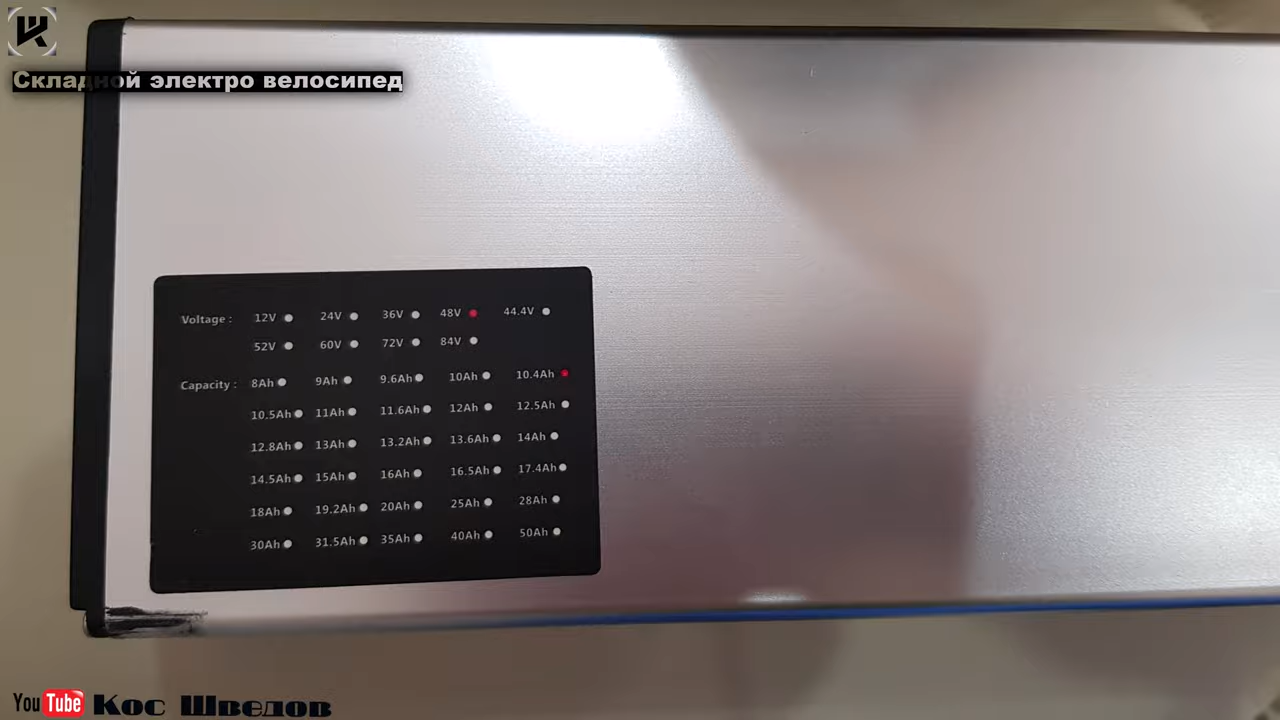 Складной электро велосипед
Voltage : 12V 24V 36V 48V 44.4V
52V 60V 72V 84V
Capacity : 8Ah 9Ah 9.6Ah 10Ah 10.4Ah
10.5Ah 11Ah 11.6Ah 12Ah 12.5Ah
12.8Ah 13Ah 13.2Ah 13.6Ah 14Ah
14.5Ah 15Ah 16Ah 16.5Ah 17.4Ah
18Ah 19.2Ah 20Ah 25Ah 28Ah
30Ah 31.5Ah 35Ah 40Ah 50Ah
YouTube Кос Шведов